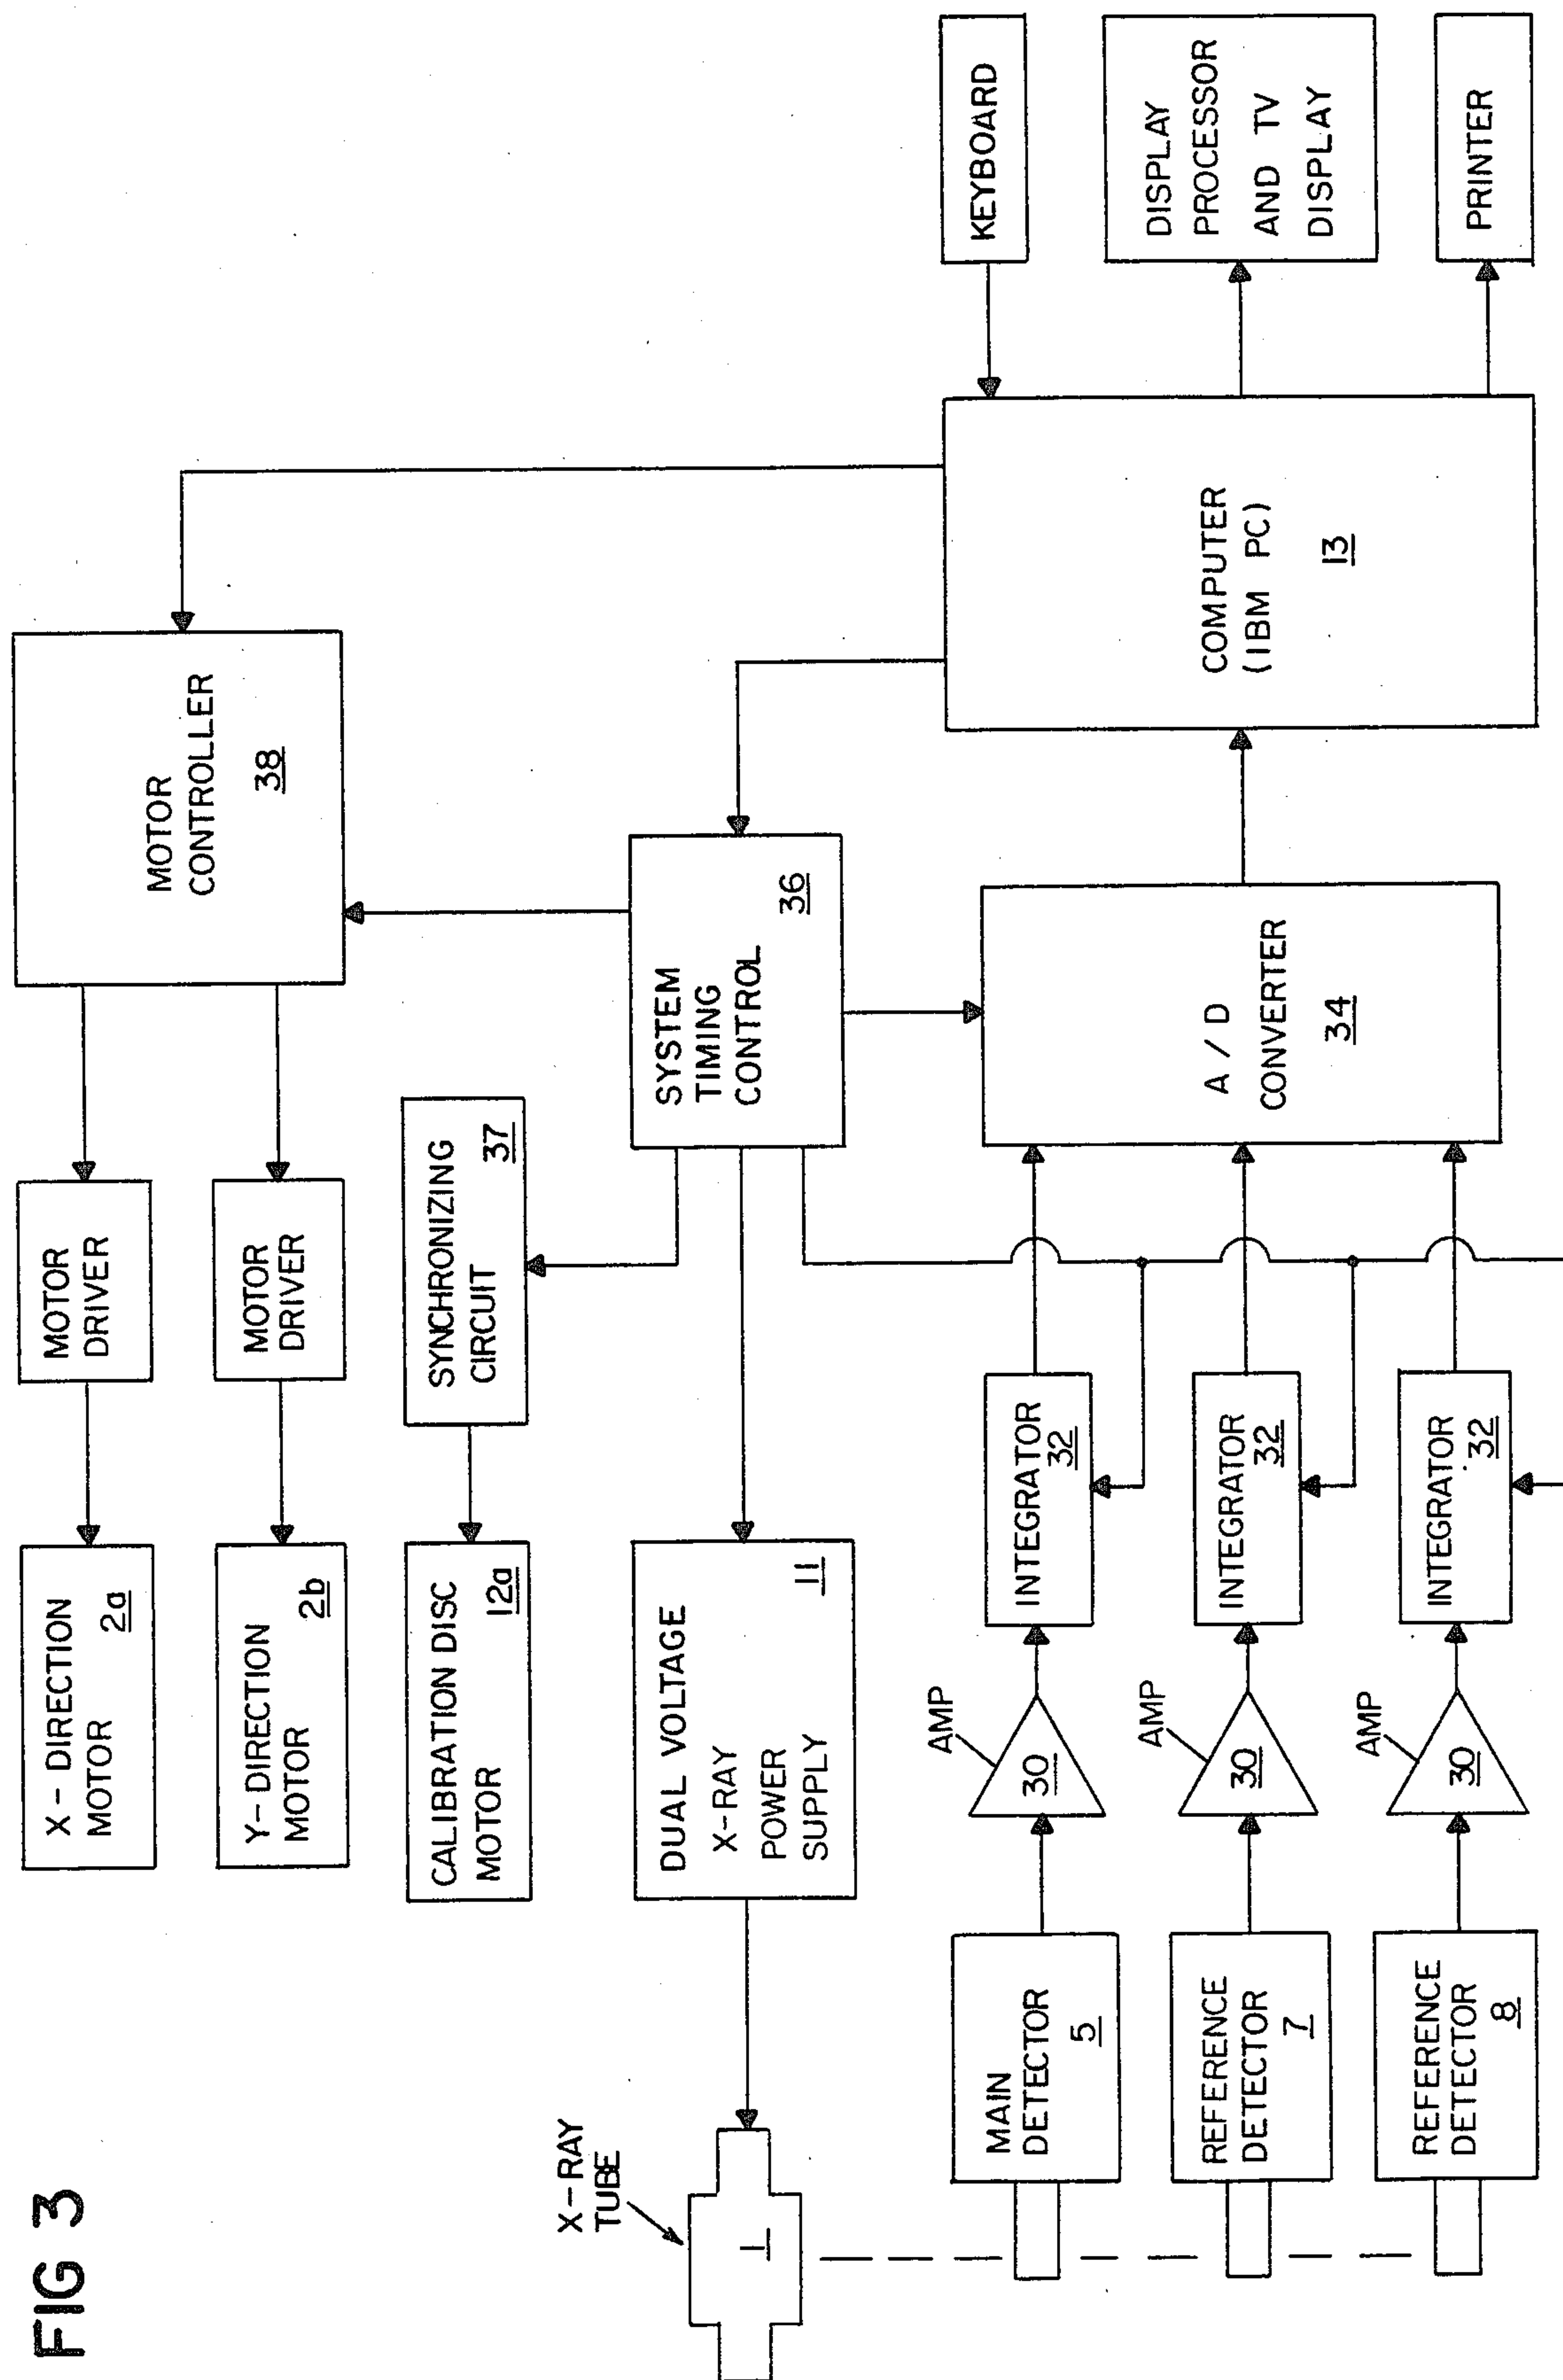 FIG 3
X - DIRECTION
MOTOR
2a
MOTOR
DRIVER
MOTOR
CONTROLLER
38
Y - DIRECTION
MOTOR
2b
MOTOR
DRIVER
CALIBRATION DISC
MOTOR
12a
SYNCHRONIZING
CIRCUIT
37
X-RAY
TUBE
1
DUAL VOLTAGE
X-RAY
POWER
SUPPLY
11
SYSTEM
TIMING
CONTROL
36
MAIN
DETECTOR
5
AMP
30
INTEGRATOR
32
REFERENCE
DETECTOR
7
AMP
30
INTEGRATOR
32
REFERENCE
DETECTOR
8
AMP
30
INTEGRATOR
32
A / D
CONVERTER
34
COMPUTER
(IBM PC)
13
KEYBOARD
DISPLAY
PROCESSOR
AND TV
DISPLAY
PRINTER